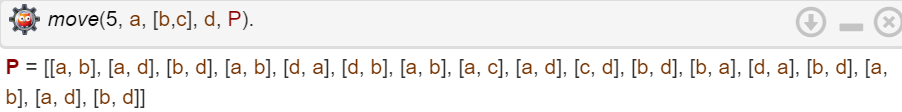 move(5, a, [b,c], d, P).
P = [[a, b], [a, d], [b, d], [a, b], [d, a], [d, b], [a, b], [a, c], [a, d], [c, d], [b, d], [b, a], [d, a], [b, d], [a,
b], [a, d], [b, d]]